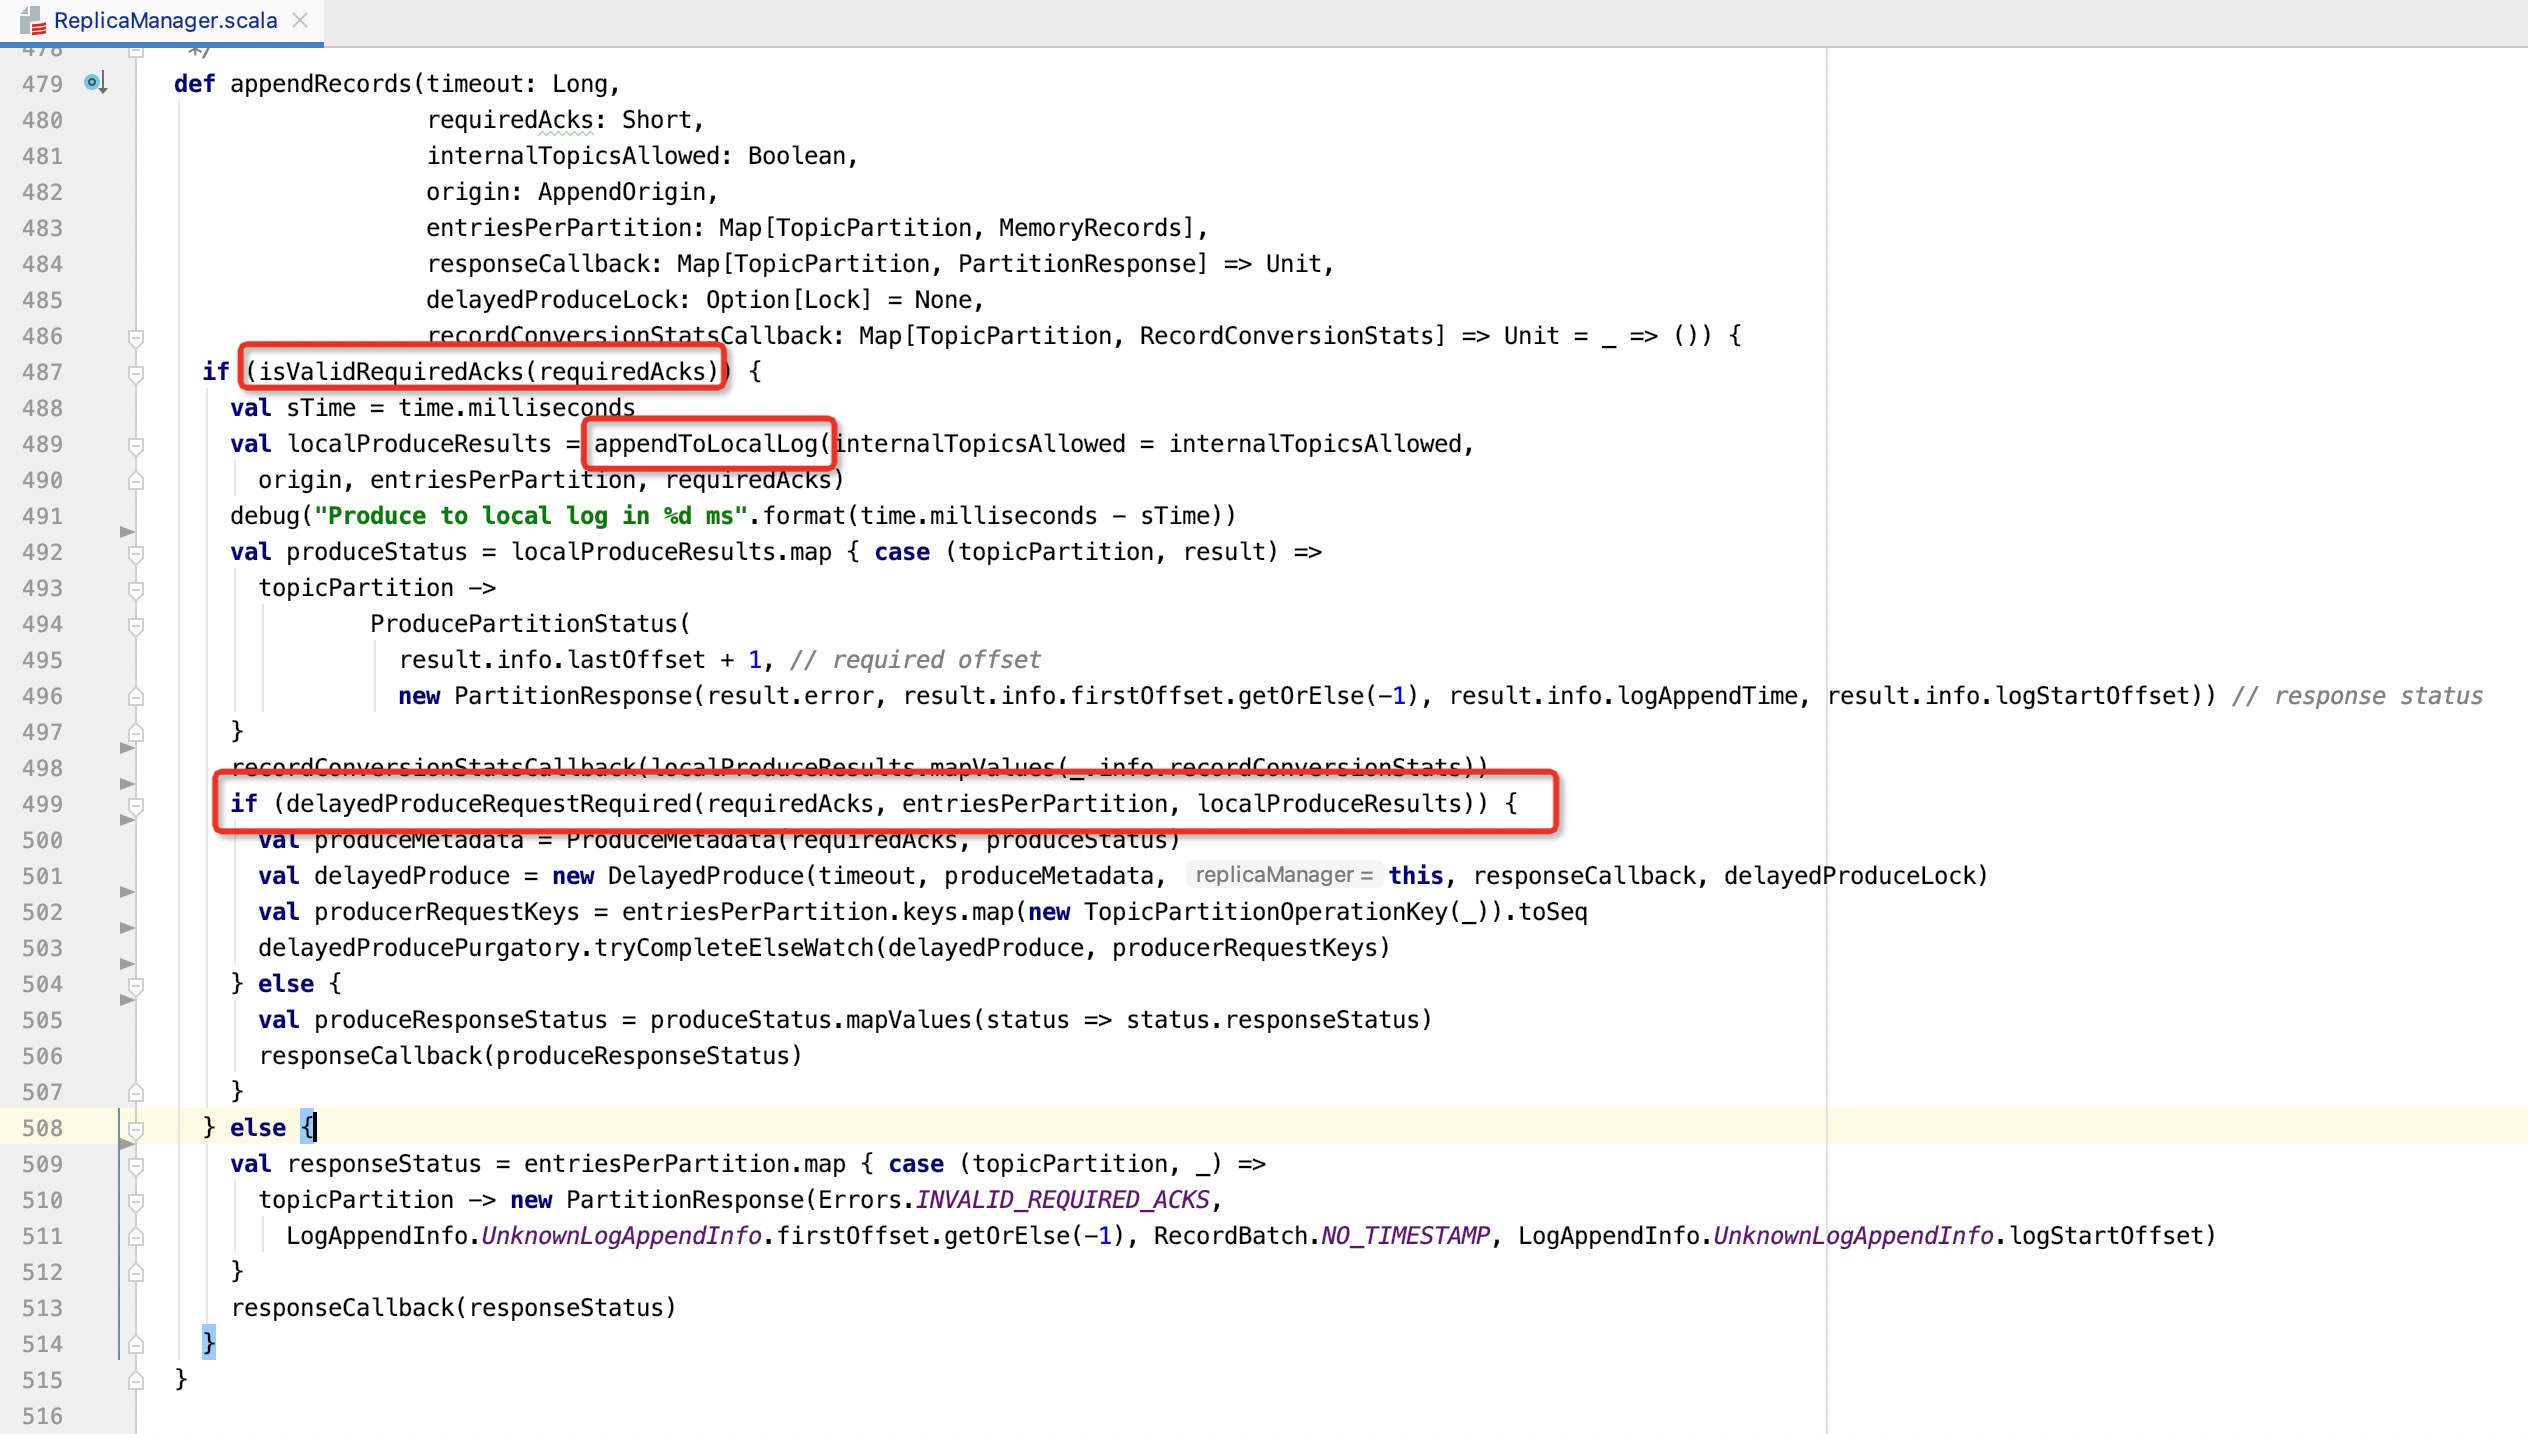 ReplicaManager.scala
478 */
479 def appendRecords(timeout: Long,
480 requiredAcks: Short,
481 internalTopicsAllowed: Boolean,
482 origin: AppendOrigin,
483 entriesPerPartition: Map[TopicPartition, MemoryRecords],
484 responseCallback: Map[TopicPartition, PartitionResponse] => Unit,
485 delayedProduceLock: Option[Lock] = None,
486 recordConversionStatsCallback: Map[TopicPartition, RecordConversionStats] => Unit = _ => ()) {
487 if (isValidRequiredAcks(requiredAcks)) {
488 val sTime = time.milliseconds
489 val localProduceResults = appendToLocalLog(internalTopicsAllowed = internalTopicsAllowed,
490 origin, entriesPerPartition, requiredAcks)
491 debug("Produce to local log in %d ms".format(time.milliseconds - sTime))
492 val produceStatus = localProduceResults.map { case (topicPartition, result) =>
493 topicPartition ->
494 ProducePartitionStatus(
495 result.info.lastOffset + 1, // required offset
496 new PartitionResponse(result.error, result.info.firstOffset.getOrElse(-1), result.info.logAppendTime, result.info.logStartOffset)) // response status
497 }
498 recordConversionStatsCallback(localProduceResults.mapValues(_.info.recordConversionStats))
499 if (delayedProduceRequestRequired(requiredAcks, entriesPerPartition, localProduceResults)) {
500 val produceMetadata = ProduceMetadata(requiredAcks, produceStatus)
501 val delayedProduce = new DelayedProduce(timeout, produceMetadata, replicaManager = this, responseCallback, delayedProduceLock)
502 val producerRequestKeys = entriesPerPartition.keys.map(new TopicPartitionOperationKey(_)).toSeq
503 delayedProducePurgatory.tryCompleteElseWatch(delayedProduce, producerRequestKeys)
504 } else {
505 val produceResponseStatus = produceStatus.mapValues(status => status.responseStatus)
506 responseCallback(produceResponseStatus)
507 }
508 } else {
509 val responseStatus = entriesPerPartition.map { case (topicPartition, _) =>
510 topicPartition -> new PartitionResponse(Errors.INVALID_REQUIRED_ACKS,
511 LogAppendInfo.UnknownLogAppendInfo.firstOffset.getOrElse(-1), RecordBatch.NO_TIMESTAMP, LogAppendInfo.UnknownLogAppendInfo.logStartOffset)
512 }
513 responseCallback(responseStatus)
514 }
515 }
516